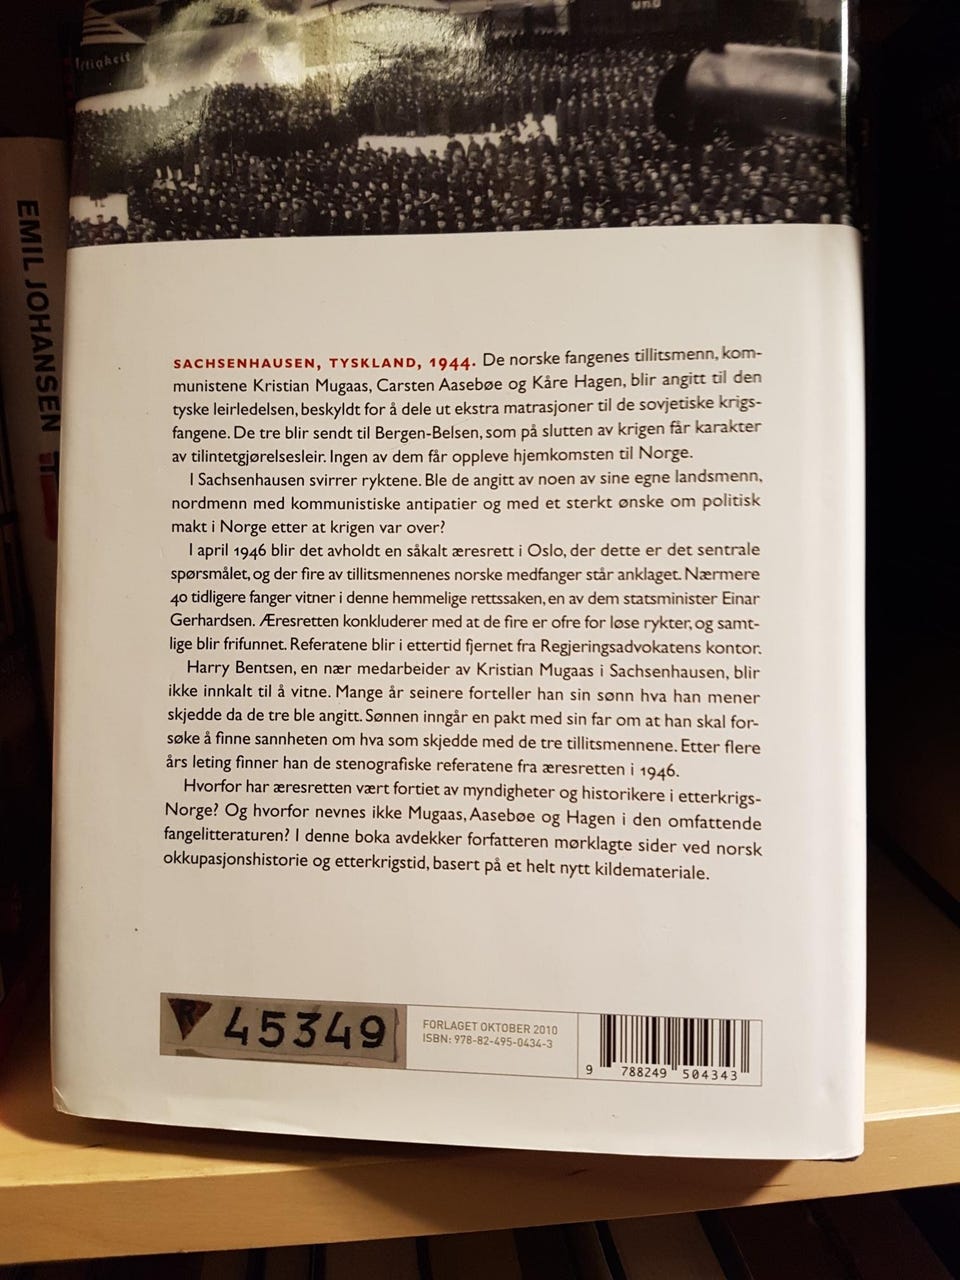 ftigkeit
und
EMIL JOHANSEN
SACHSENHAUSEN, TYSKLAND, 1944. De norske fangenes tillitsmenn, kom-
munistene Kristian Mugaas, Carsten Aasebøe og Kåre Hagen, blir angitt til den
tyske leirledelsen, beskyldt for å dele ut ekstra matrasjoner til de sovjetiske krigs-
fangene. De tre blir sendt til Bergen-Belsen, som på slutten av krigen får karakter
av tilintetgjørelsesleir. Ingen av dem får oppleve hjemkomsten til Norge.
I Sachsenhausen svirrer ryktene. Ble de angitt av noen av sine egne landsmenn,
nordmenn med kommunistiske antipatier og med et sterkt ønske om politisk
makt i Norge etter at krigen var over?
I april 1946 blir det avholdt en såkalt æresrett i Oslo, der dette er det sentrale
spørsmålet, og der fire av tillitsmennenes norske medfanger står anklaget. Nærmere
40 tidligere fanger vitner i denne hemmelige rettssaken, en av dem statsminister Einar
Gerhardsen. Æresretten konkluderer med at de fire er ofre for løse rykter, og samt-
lige blir frifunnet. Referatene blir i ettertid fjernet fra Regjeringsadvokatens kontor.
Harry Bentsen, en nær medarbeider av Kristian Mugaas i Sachsenhausen, blir
ikke innkalt til å vitne. Mange år seinere forteller han sin sønn hva han mener
skjedde da de tre ble angitt. Sønnen inngår en pakt med sin far om at han skal for-
søke å finne sannheten om hva som skjedde med de tre tillitsmennene. Etter flere
års leting finner han de stenografiske referatene fra æresretten i 1946.
Hvorfor har æresretten vært fortiet av myndigheter og historikere i etterkrigs-
Norge? Og hvorfor nevnes ikke Mugaas, Aasebøe og Hagen i den omfattende
fangelitteraturen? I denne boka avdekker forfatteren mørklagte sider ved norsk
okkupasjonshistorie og etterkrigstid, basert på et helt nytt kildemateriale.
R 45349
FORLAGET OKTOBER 2010
ISBN: 978-82-495-0434-3
9 788249 504343